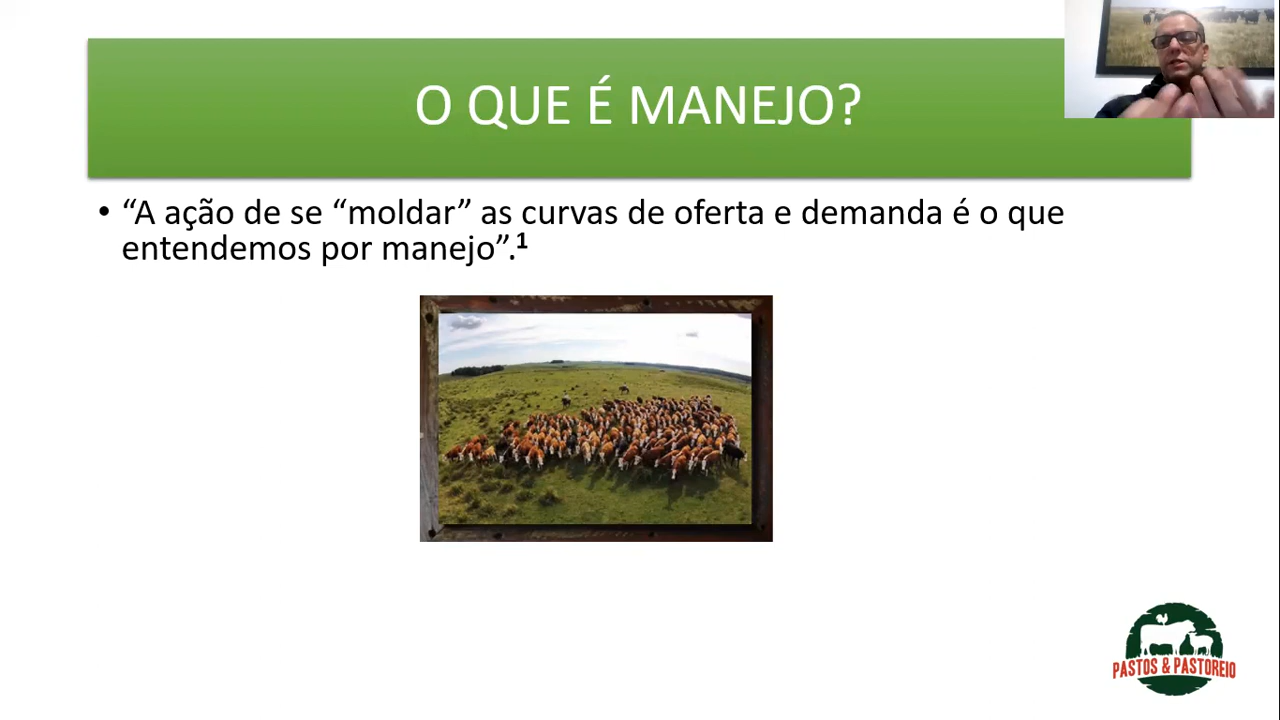 O QUE É MANEJO?
• “A ação de se “moldar” as curvas de oferta e demanda é o que
entendemos por manejo”.¹
PASTOS & PASTOREIO